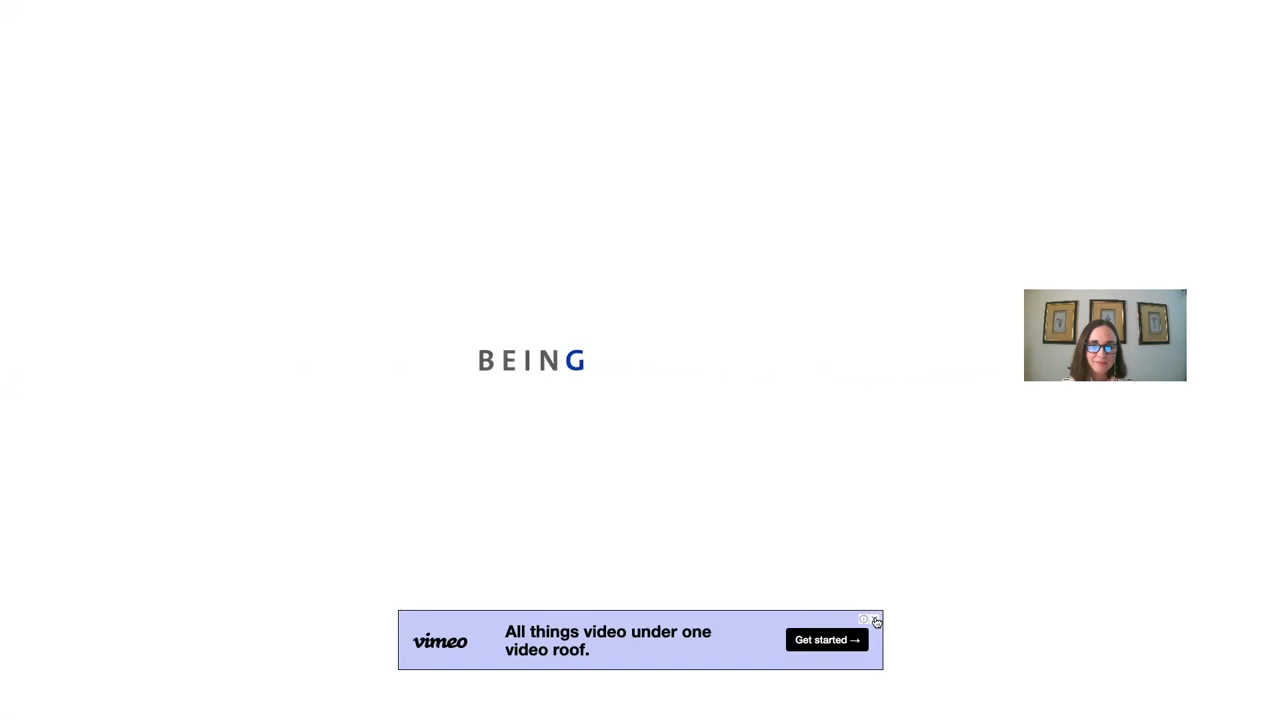 BEING
vimeo
All things video under one
video roof.
Get started →